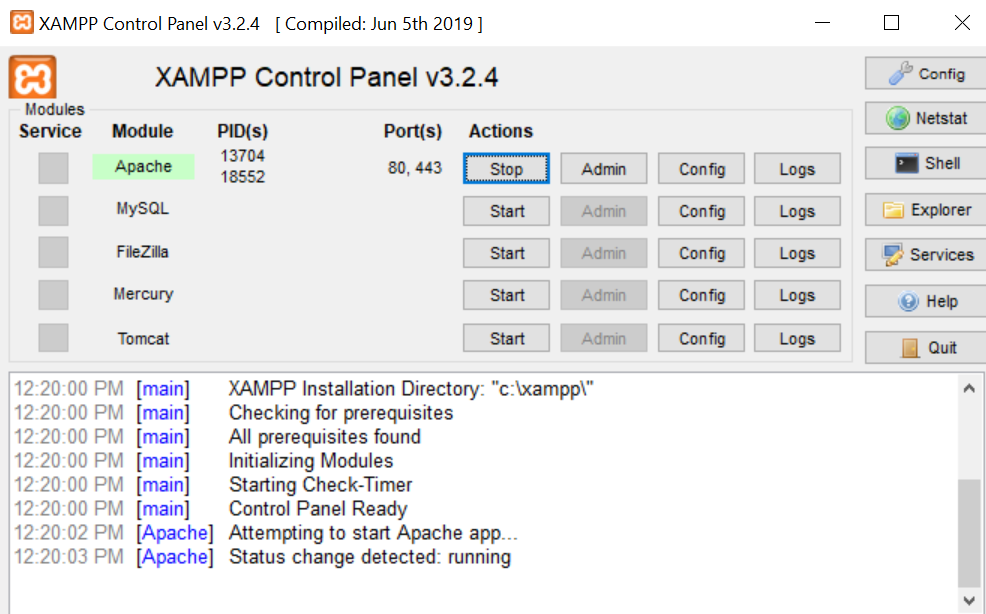 XAMPP Control Panel v3.2.4 [ Compiled: Jun 5th 2019 ]
XAMPP Control Panel v3.2.4
Config
Modules
Service Module PID(s) Port(s) Actions
Netstat
Apache 13704 18552 80, 443 Stop Admin Config Logs
Shell
MySQL Start Admin Config Logs
Explorer
FileZilla Start Admin Config Logs
Services
Mercury Start Admin Config Logs
Help
Tomcat Start Admin Config Logs
Quit
12:20:00 PM [main] XAMPP Installation Directory: "c:\xampp\"
12:20:00 PM [main] Checking for prerequisites
12:20:00 PM [main] All prerequisites found
12:20:00 PM [main] Initializing Modules
12:20:00 PM [main] Starting Check-Timer
12:20:00 PM [main] Control Panel Ready
12:20:02 PM [Apache] Attempting to start Apache app...
12:20:03 PM [Apache] Status change detected: running